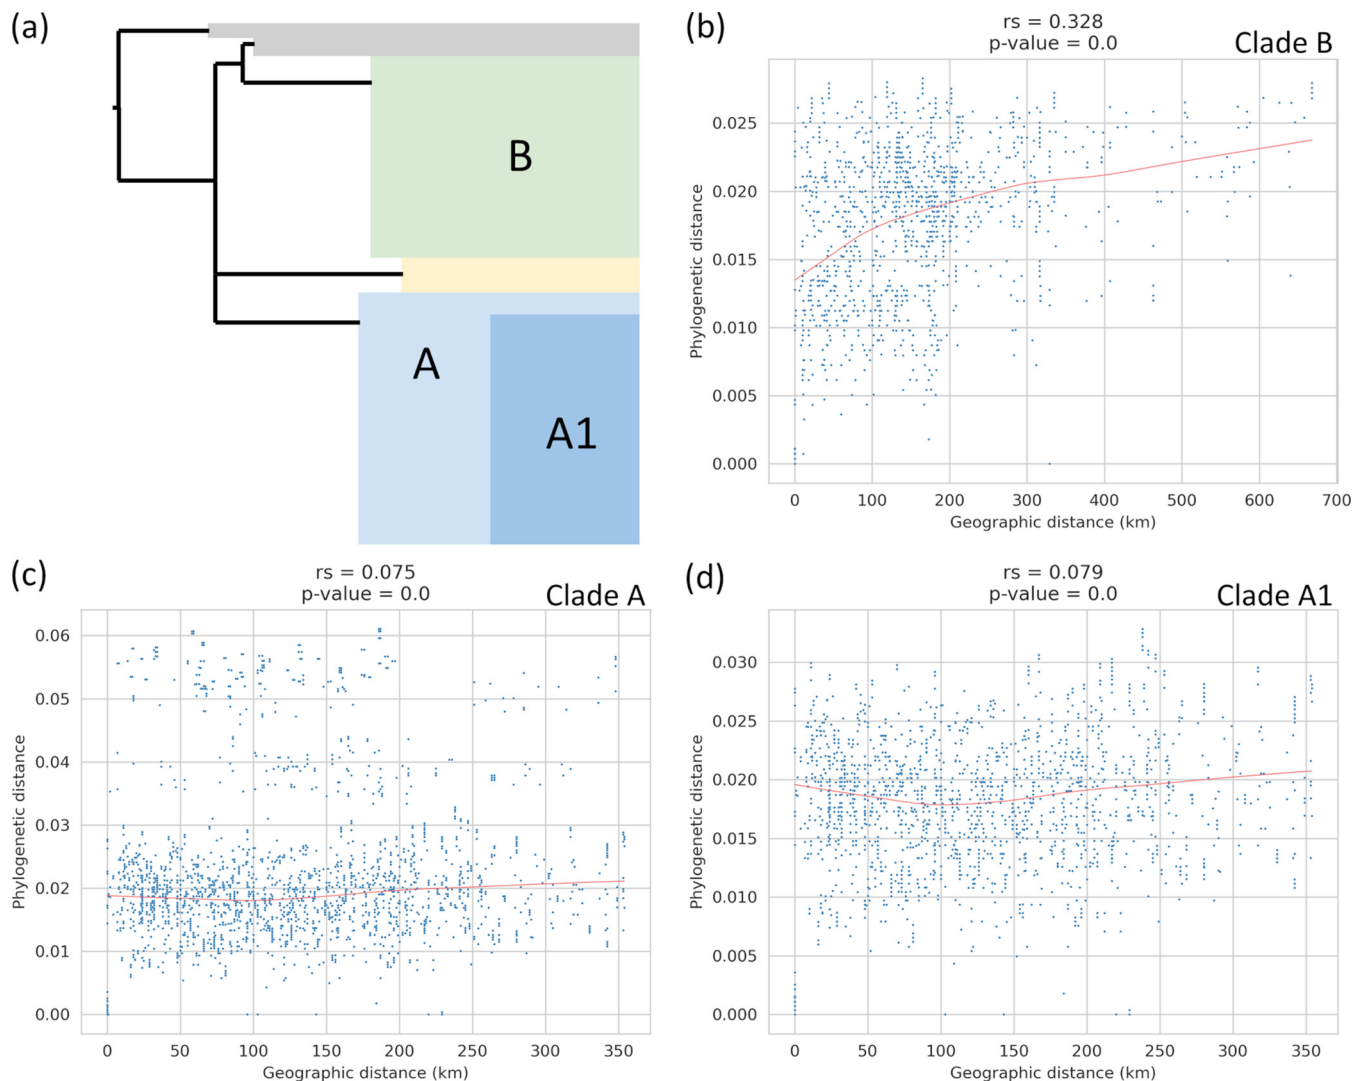 (a)
B
A
A1
(b)
rs = 0.328
p-value = 0.0
Clade B
Phylogenetic distance
0.025
0.020
0.015
0.010
0.005
0.000
0 100 200 300 400 500 600 700
Geographic distance (km)
(c)
rs = 0.075
p-value = 0.0
Clade A
Phylogenetic distance
0.06
0.05
0.04
0.03
0.02
0.01
0.00
0 50 100 150 200 250 300 350
Geographic distance (km)
(d)
rs = 0.079
p-value = 0.0
Clade A1
Phylogenetic distance
0.030
0.025
0.020
0.015
0.010
0.005
0.000
0 50 100 150 200 250 300 350
Geographic distance (km)